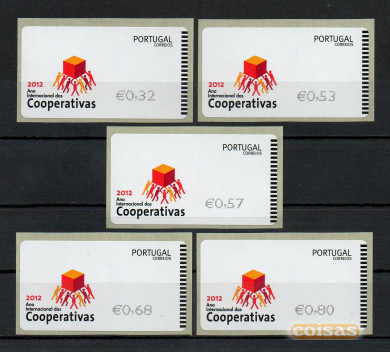 PORTUGAL
CORREIOS
2012
Ano
Internacional das
Cooperativas
€0,32
PORTUGAL
CORREIOS
2012
Ano
Internacional das
Cooperativas
€0,53
PORTUGAL
CORREIOS
2012
Ano
Internacional das
Cooperativas
€0,57
PORTUGAL
CORREIOS
2012
Ano
Internacional das
Cooperativas
€0,68
PORTUGAL
CORREIOS
2012
Ano
Internacional das
Cooperativas
€0,80
coisas